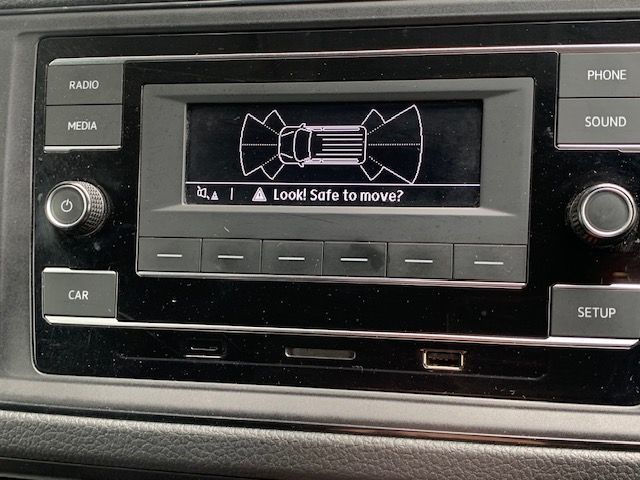 RADIO
PHONE
MEDIA
SOUND
Look! Safe to move?
CAR
SETUP